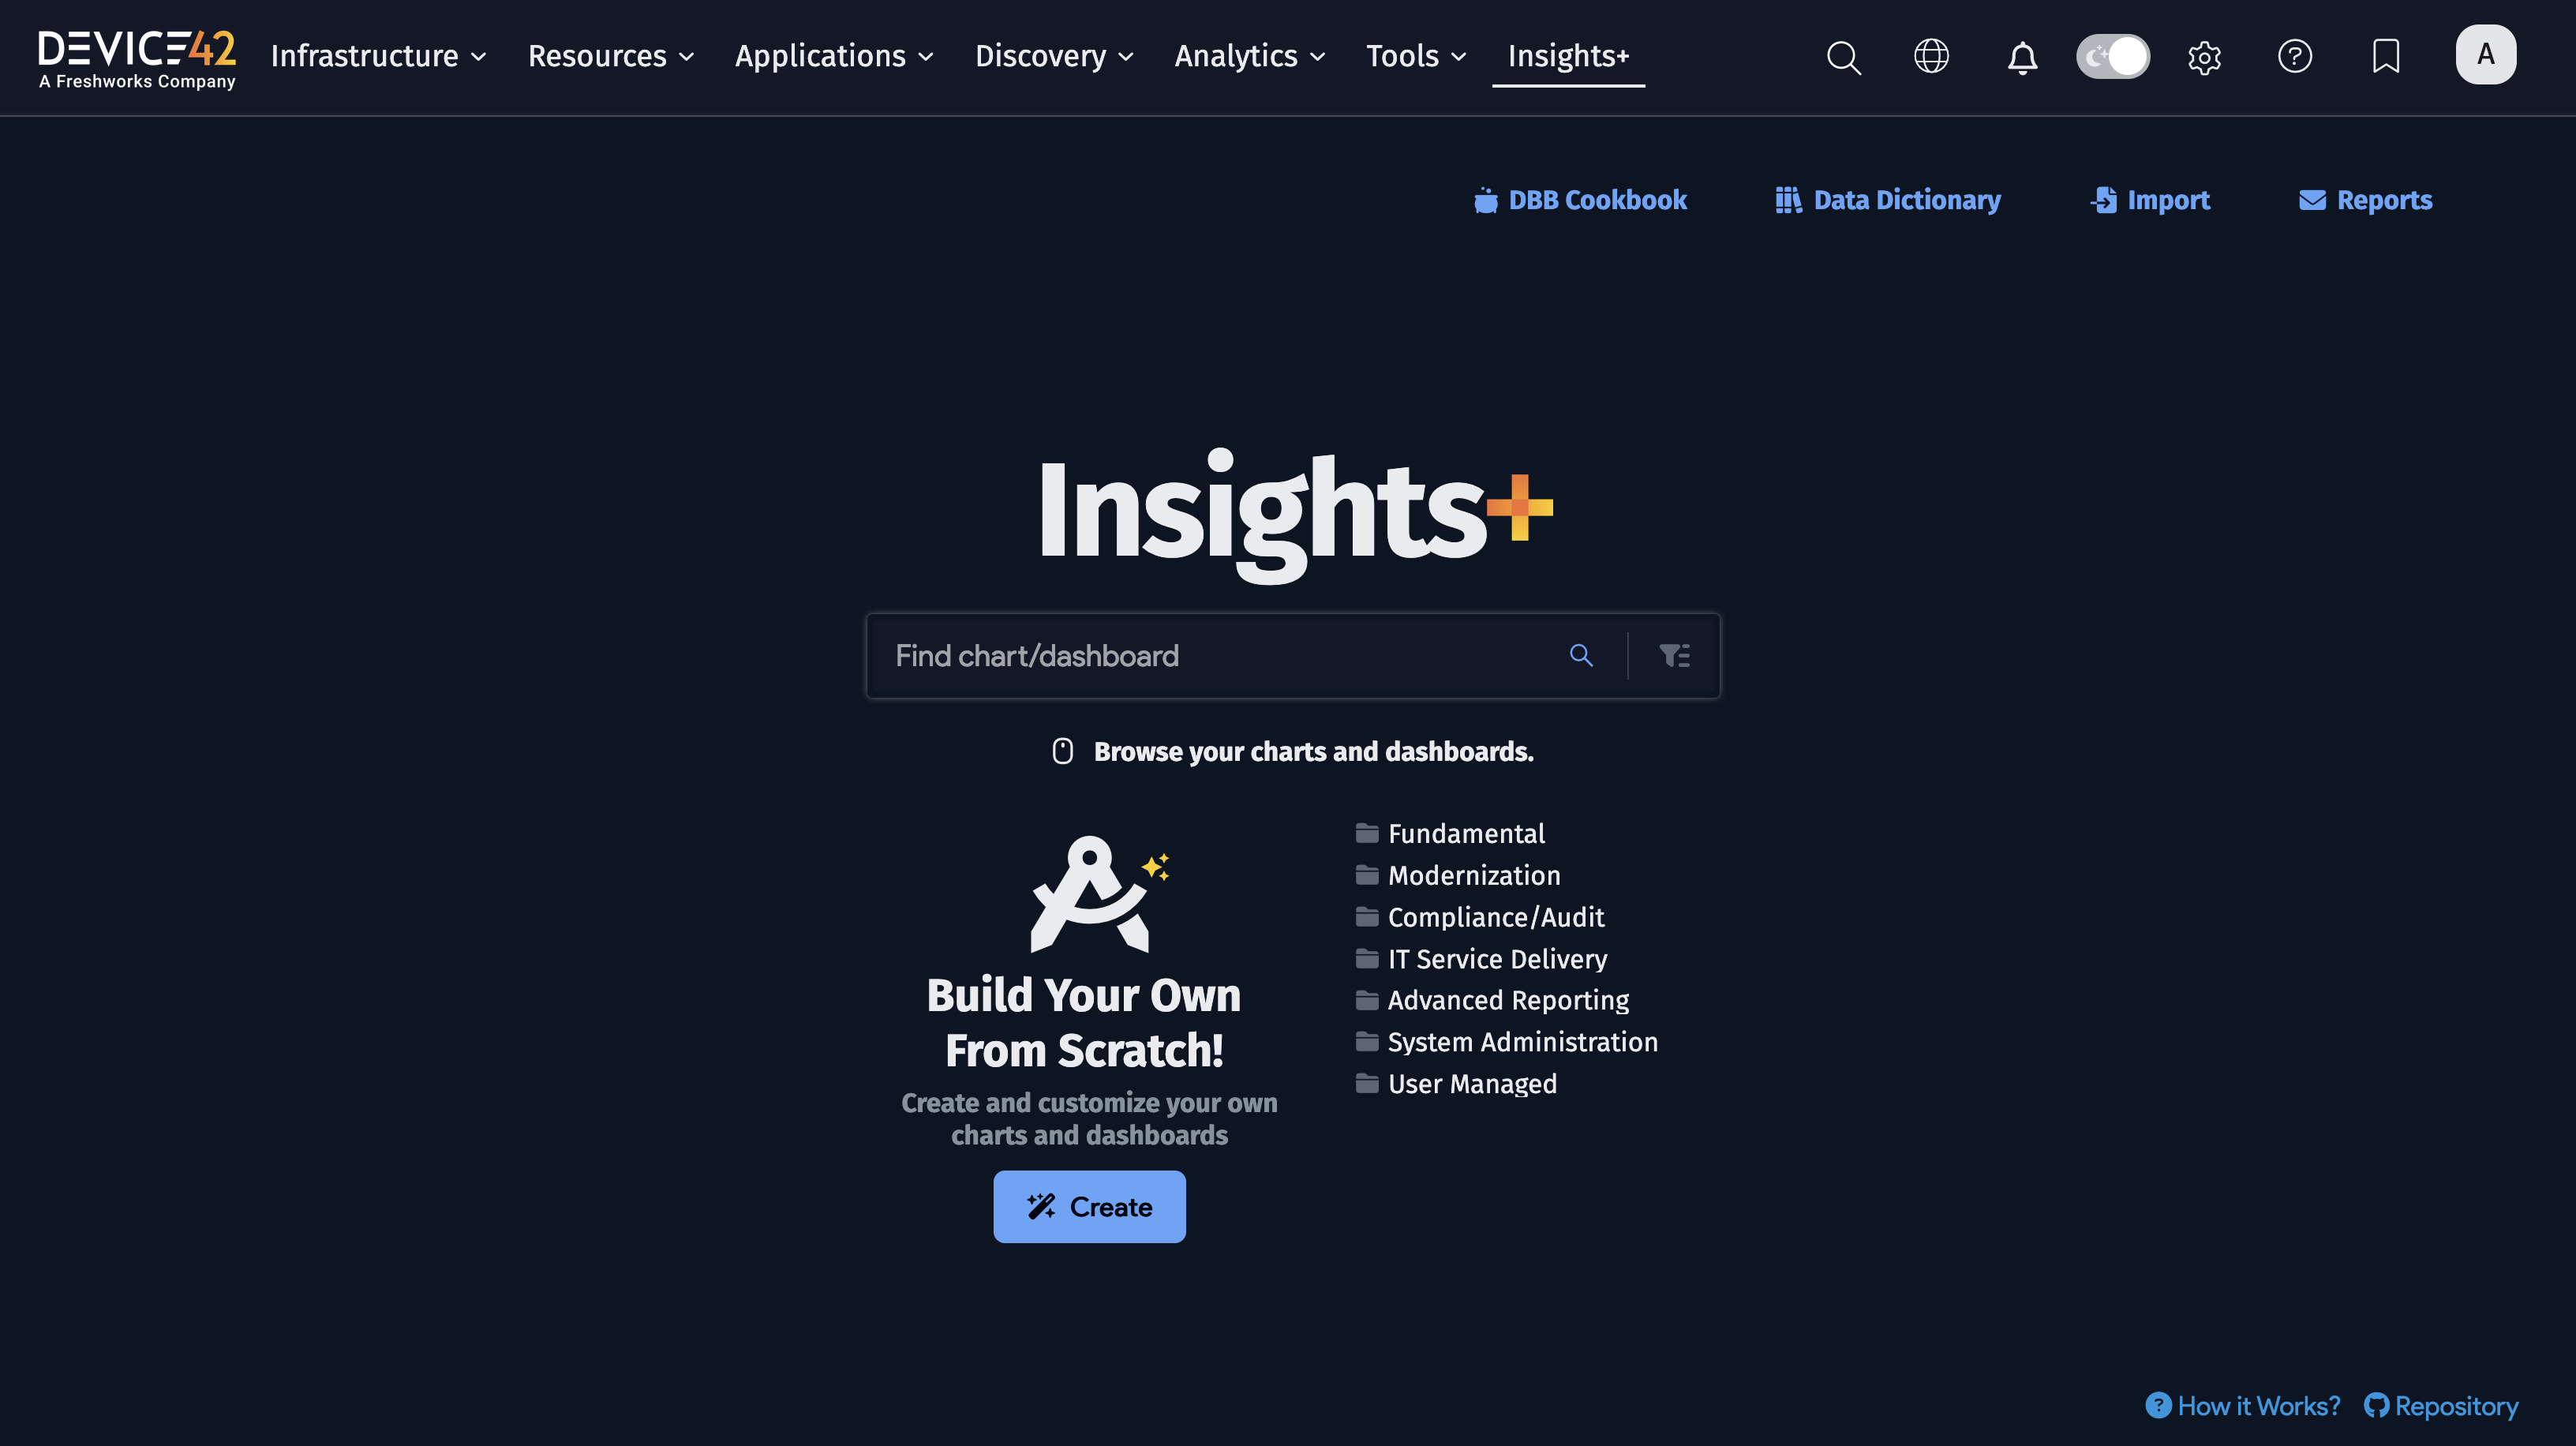 DEVICE42
A Freshworks Company
Infrastructure
Resources
Applications
Discovery
Analytics
Tools
Insights+
A
DBB Cookbook
Data Dictionary
Import
Reports
Insights+
Find chart/dashboard
Browse your charts and dashboards.
Build Your Own
From Scratch!
Create and customize your own
charts and dashboards
Create
Fundamental
Modernization
Compliance/Audit
IT Service Delivery
Advanced Reporting
System Administration
User Managed
How it Works?
Repository